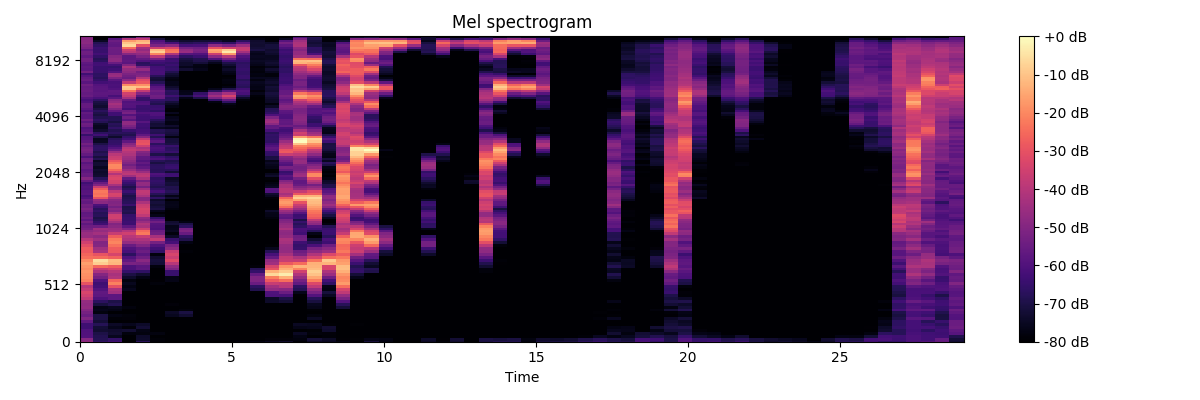 Mel spectrogram
Hz
8192
4096
2048
1024
512
0
0 5 10 15 20 25
Time
+0 dB
-10 dB
-20 dB
-30 dB
-40 dB
-50 dB
-60 dB
-70 dB
-80 dB